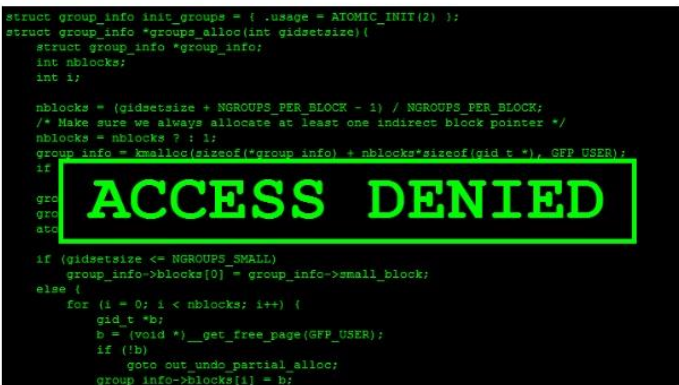 struct group_info init_groups = { .usage = ATOMIC_INIT(2) };
struct group_info *groups_alloc(int gidsetsize){
    struct group_info *group_info;
    int nblocks;
    int i;

    nblocks = (gidsetsize + NGROUPS_PER_BLOCK - 1) / NGROUPS_PER_BLOCK;
    /* Make sure we always allocate at least one indirect block pointer */
    nblocks = nblocks ? : 1;
    group_info = kmalloc(sizeof(*group_info) + nblocks*sizeof(gid_t *), GFP_USER);
    if
ACCESS DENIED
    gro
    gro
    ato

    if (gidsetsize <= NGROUPS_SMALL)
        group_info->blocks[0] = group_info->small_block;
    else {
        for (i = 0; i < nblocks; i++) {
            gid_t *b;
            b = (void *)__get_free_page(GFP_USER);
            if (!b)
                goto out_undo_partial_alloc;
            group_info->blocks[i] = b;